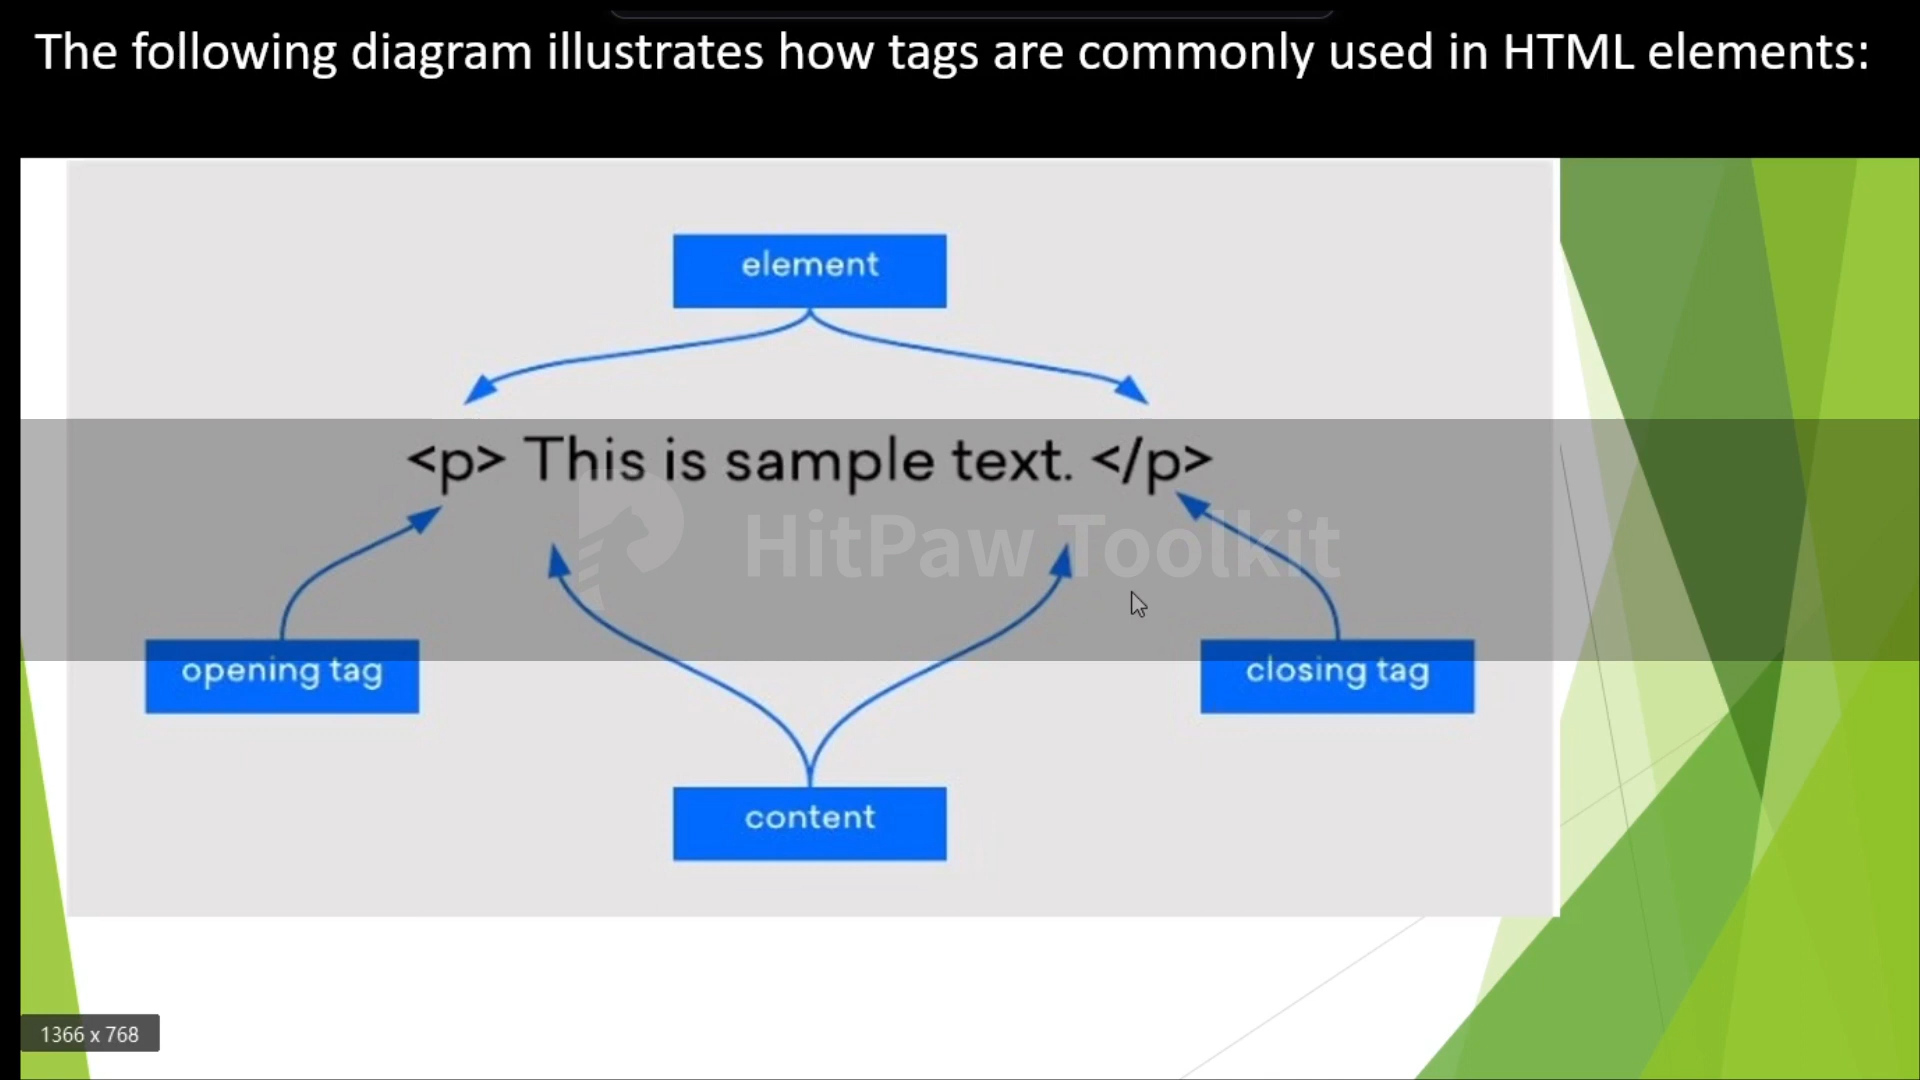 The following diagram illustrates how tags are commonly used in HTML elements:
element
<p> This is sample text. </p>
HitPaw Toolkit
opening tag
closing tag
content
1366 x 768